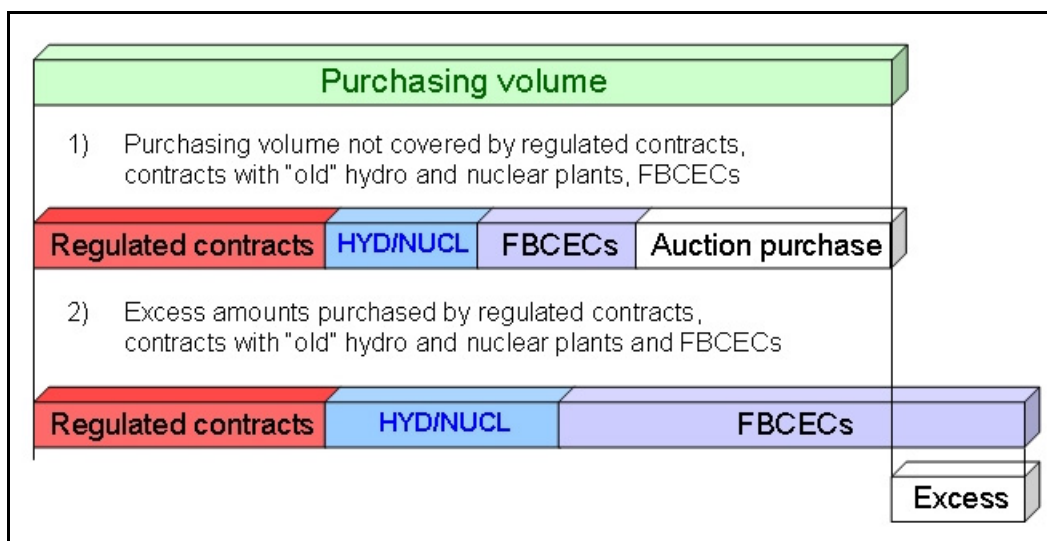 Purchasing volume
1) Purchasing volume not covered by regulated contracts,
contracts with "old" hydro and nuclear plants, FBCECs
Regulated contracts HYD/NUCL FBCECs Auction purchase
2) Excess amounts purchased by regulated contracts,
contracts with "old" hydro and nuclear plants and FBCECs
Regulated contracts HYD/NUCL FBCECs
Excess